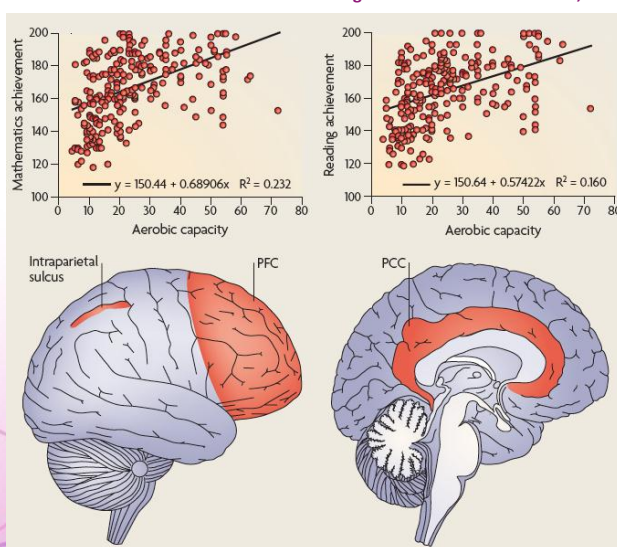 Mathematics achievement
200
180
160
140
120
100
y = 150.44 + 0.68906x R² = 0.232
0 10 20 30 40 50 60 70 80
Aerobic capacity
Reading achievement
200
180
160
140
120
100
y = 150.64 + 0.57422x R² = 0.160
0 10 20 30 40 50 60 70 80
Aerobic capacity
Intraparietal
sulcus
PFC
PCC